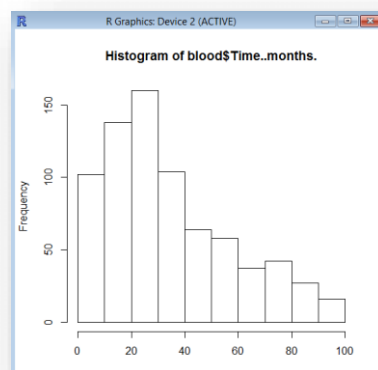 R Graphics: Device 2 (ACTIVE)
Histogram of blood$Time..months.
Frequency
150
100
50
0
0 20 40 60 80 100